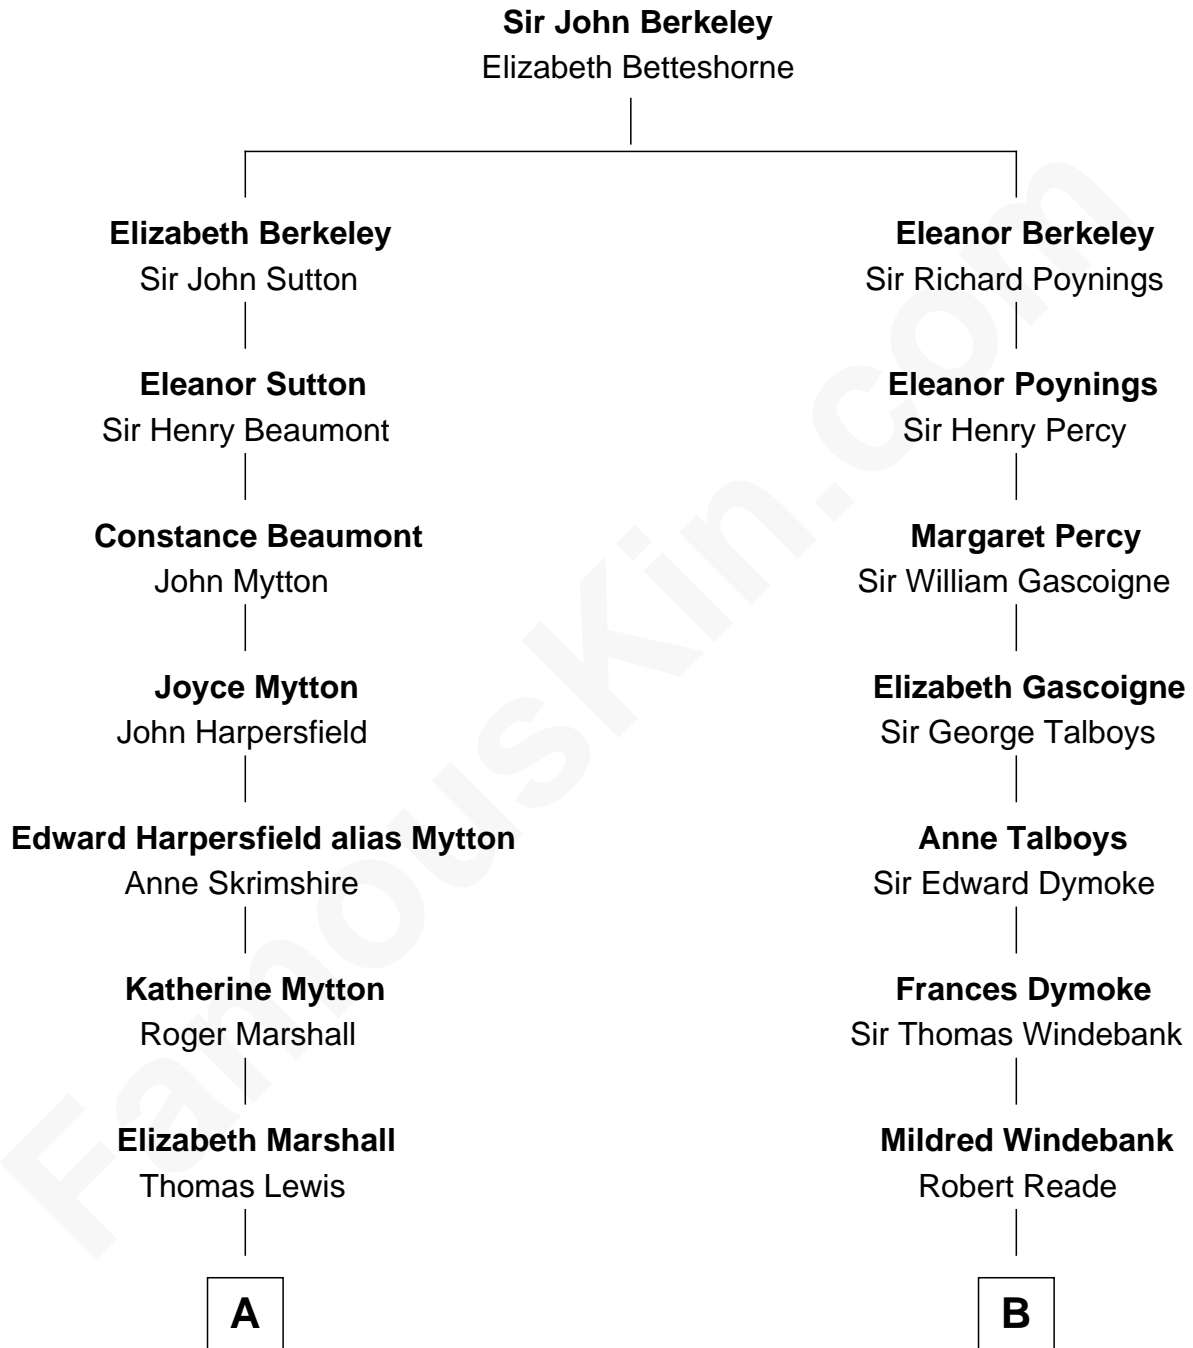 Sir John Berkeley
Elizabeth Betteshorne
Elizabeth Berkeley
Sir John Sutton
Eleanor Sutton
Sir Henry Beaumont
Constance Beaumont
John Mytton
Joyce Mytton
John Harpersfield
Edward Harpersfield alias Mytton
Anne Skrimshire
Katherine Mytton
Roger Marshall
Elizabeth Marshall
Thomas Lewis
A
Eleanor Berkeley
Sir Richard Poynings
Eleanor Poynings
Sir Henry Percy
Margaret Percy
Sir William Gascoigne
Elizabeth Gascoigne
Sir George Talboys
Anne Talboys
Sir Edward Dymoke
Frances Dymoke
Sir Thomas Windebank
Mildred Windebank
Robert Reade
B
FamousKin.com